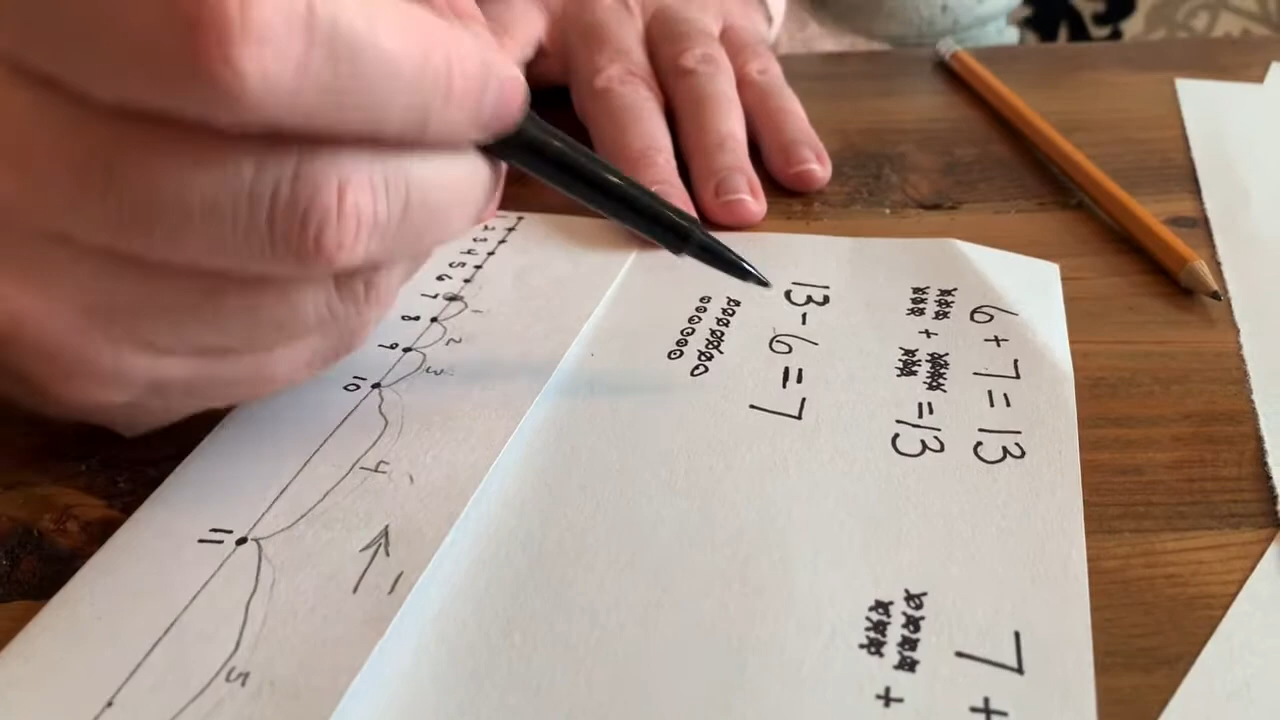 6 + 7 = 13
+ = 13
7 +
+
13 - 6 = 7
1 2 3 4 5 6 7 8 9 10 11
1 2 3 4 5